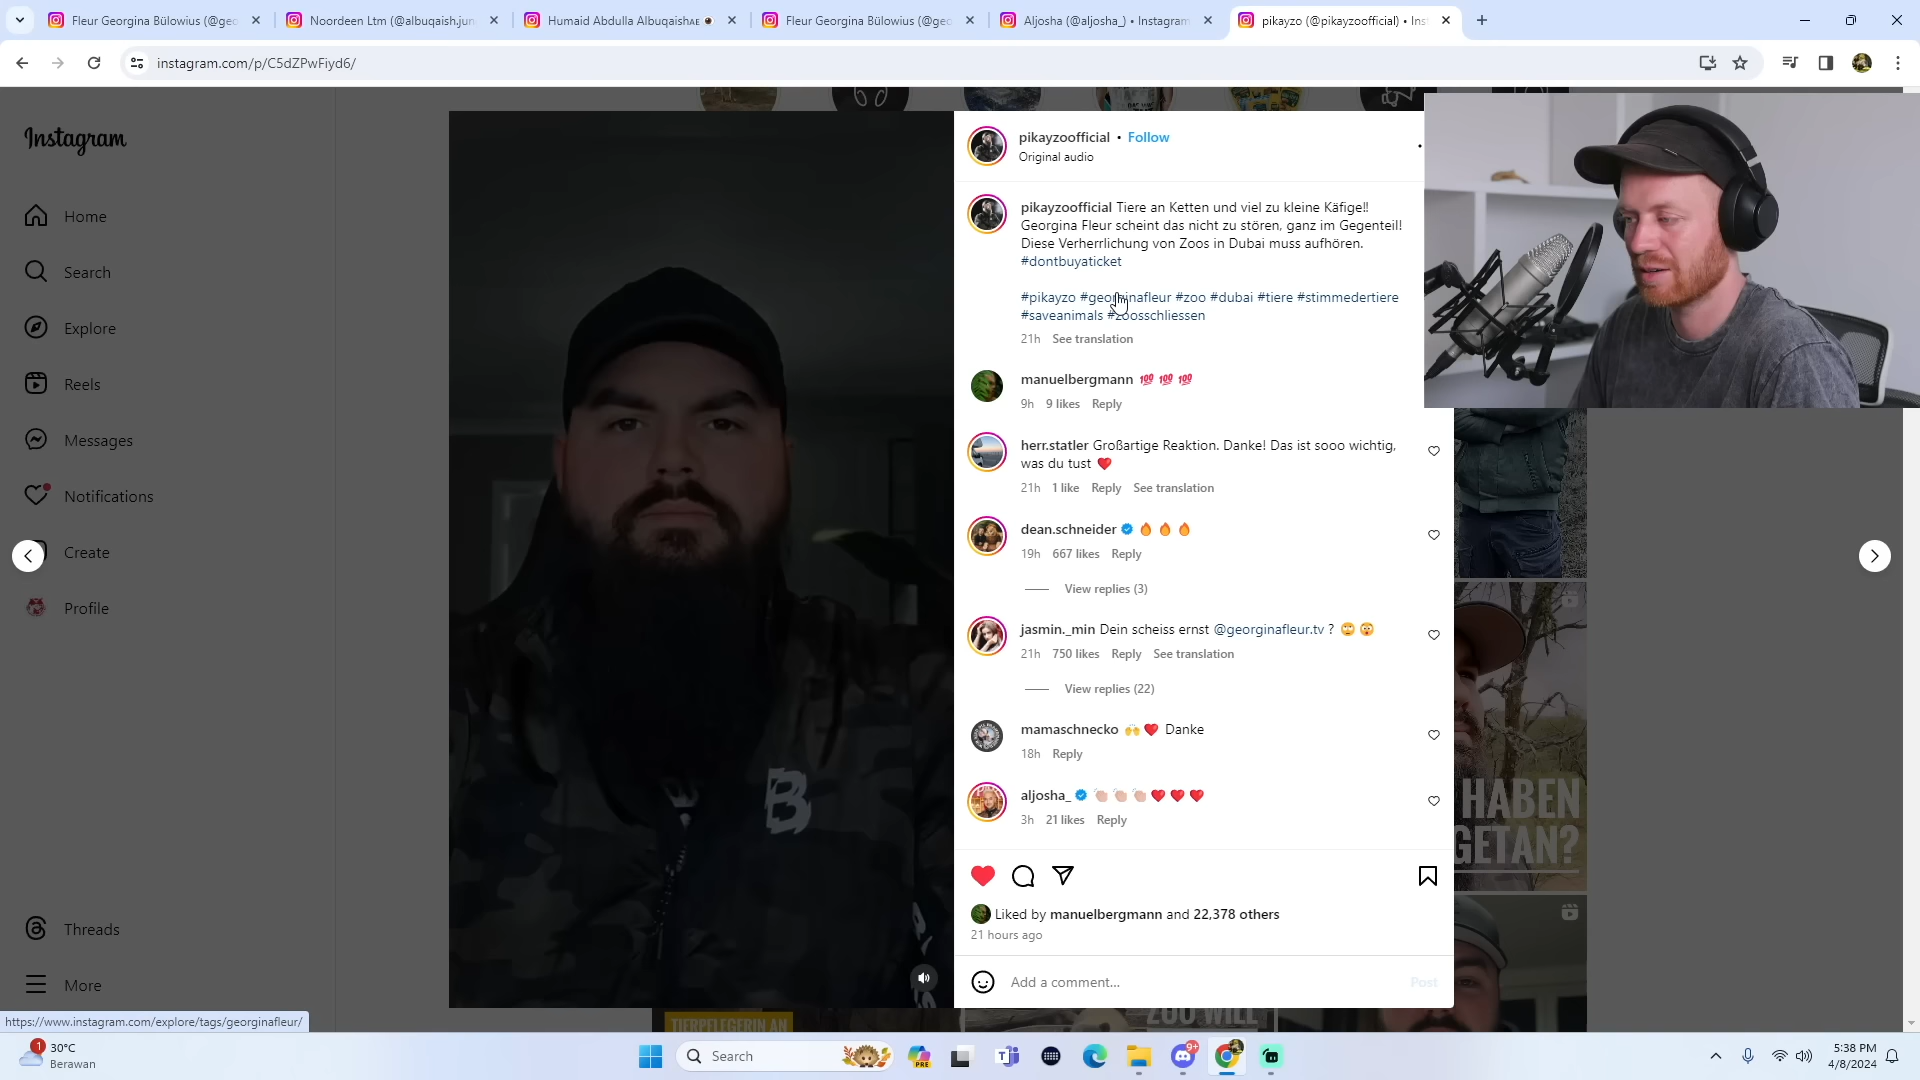 Fleur Georgina Bülowius (@geo
Noordeen Ltm (@albuqaish.jun
Humaid Abdulla Albuqaishᴀᴇ
Fleur Georgina Bülowius (@geo
Aljosha (@aljosha_) • Instagram
pikayzo (@pikayzoofficial) • Ins
instagram.com/p/C5dZPwFiyd6/
Instagram
Home
Search
Explore
Reels
Messages
Notifications
Create
Profile
Threads
More
B
pikayzoofficial • Follow
Original audio
pikayzoofficial Tiere an Ketten und viel zu kleine Käfige!!
Georgina Fleur scheint das nicht zu stören, ganz im Gegenteil!
Diese Verherrlichung von Zoos in Dubai muss aufhören.
#dontbuyaticket
#pikayzo #georginafleur #zoo #dubai #tiere #stimmedertiere
#saveanimals #zoosschliessen
21h See translation
manuelbergmann 💯 💯 💯
9h 9 likes Reply
herr.statler Großartige Reaktion. Danke! Das ist sooo wichtig,
was du tust ❤️
21h 1 like Reply See translation
dean.schneider 🔥 🔥 🔥
19h 667 likes Reply
View replies (3)
jasmin._min Dein scheiss ernst @georginafleur.tv ? 🙄 😲
21h 750 likes Reply See translation
View replies (22)
mamaschnecko 🙌 ❤️ Danke
18h Reply
aljosha_ 👏🏻 👏🏻 👏🏻 ❤️ ❤️ ❤️
3h 21 likes Reply
Liked by manuelbergmann and 22,378 others
21 hours ago
Add a comment...
Post
HABEN
GETAN?
TIERPFLEGERIN AN
ZOO WILL
https://www.instagram.com/explore/tags/georginafleur/
1
30°C
Berawan
Search
PRE
9+
5:38 PM
4/8/2024